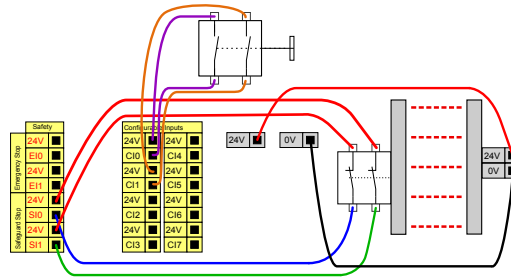 Safety
Emergency Stop
24V
EI0
24V
EI1
Safeguard Stop
24V
SI0
24V
SI1
Configurable Inputs
24V 24V
CI0 CI4
24V 24V
CI1 CI5
24V 24V
CI2 CI6
24V 24V
CI3 CI7
24V
0V
24V
0V